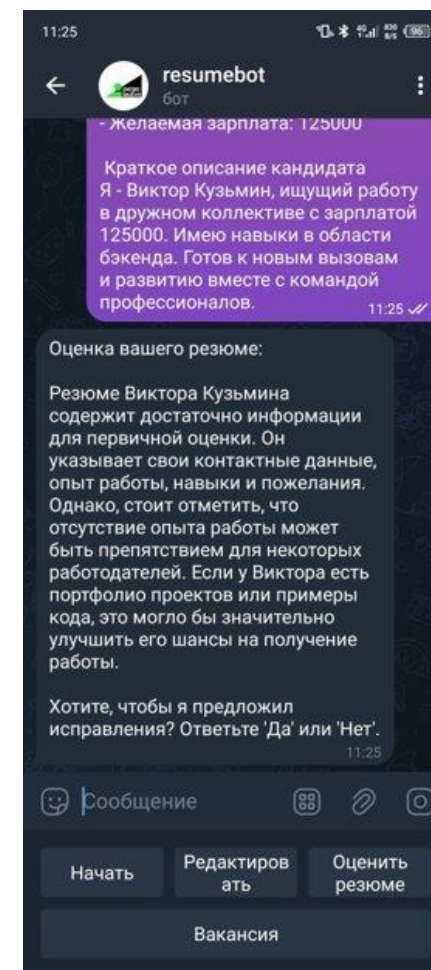 11:25
96
resumebot
бот
- Желаемая зарплата: 125000
Краткое описание кандидата
Я - Виктор Кузьмин, ищущий работу
в дружном коллективе с зарплатой
125000. Имею навыки в области
бэкенда. Готов к новым вызовам
и развитию вместе с командой
профессионалов.
11:25
Оценка вашего резюме:
Резюме Виктора Кузьмина
содержит достаточно информации
для первичной оценки. Он
указывает свои контактные данные,
опыт работы, навыки и пожелания.
Однако, стоит отметить, что
отсутствие опыта работы может
быть препятствием для некоторых
работодателей. Если у Виктора есть
портфолио проектов или примеры
кода, это могло бы значительно
улучшить его шансы на получение
работы.
Хотите, чтобы я предложил
исправления? Ответьте 'Да' или 'Нет'.
11:25
Сообщение
Начать
Редактиров
ать
Оценить
резюме
Вакансия